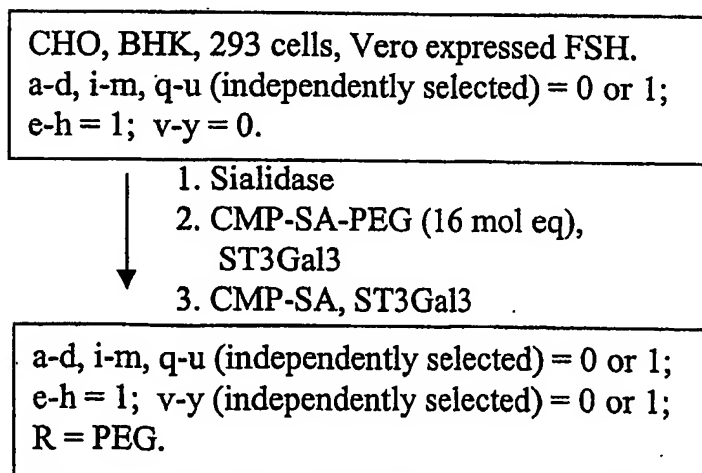 CHO, BHK, 293 cells, Vero expressed FSH.
a-d, i-m, q-u (independently selected) = 0 or 1;
e-h = 1; v-y = 0.
1. Sialidase
2. CMP-SA-PEG (16 mol eq),
ST3Gal3
3. CMP-SA, ST3Gal3
a-d, i-m, q-u (independently selected) = 0 or 1;
e-h = 1; v-y (independently selected) = 0 or 1;
R = PEG.